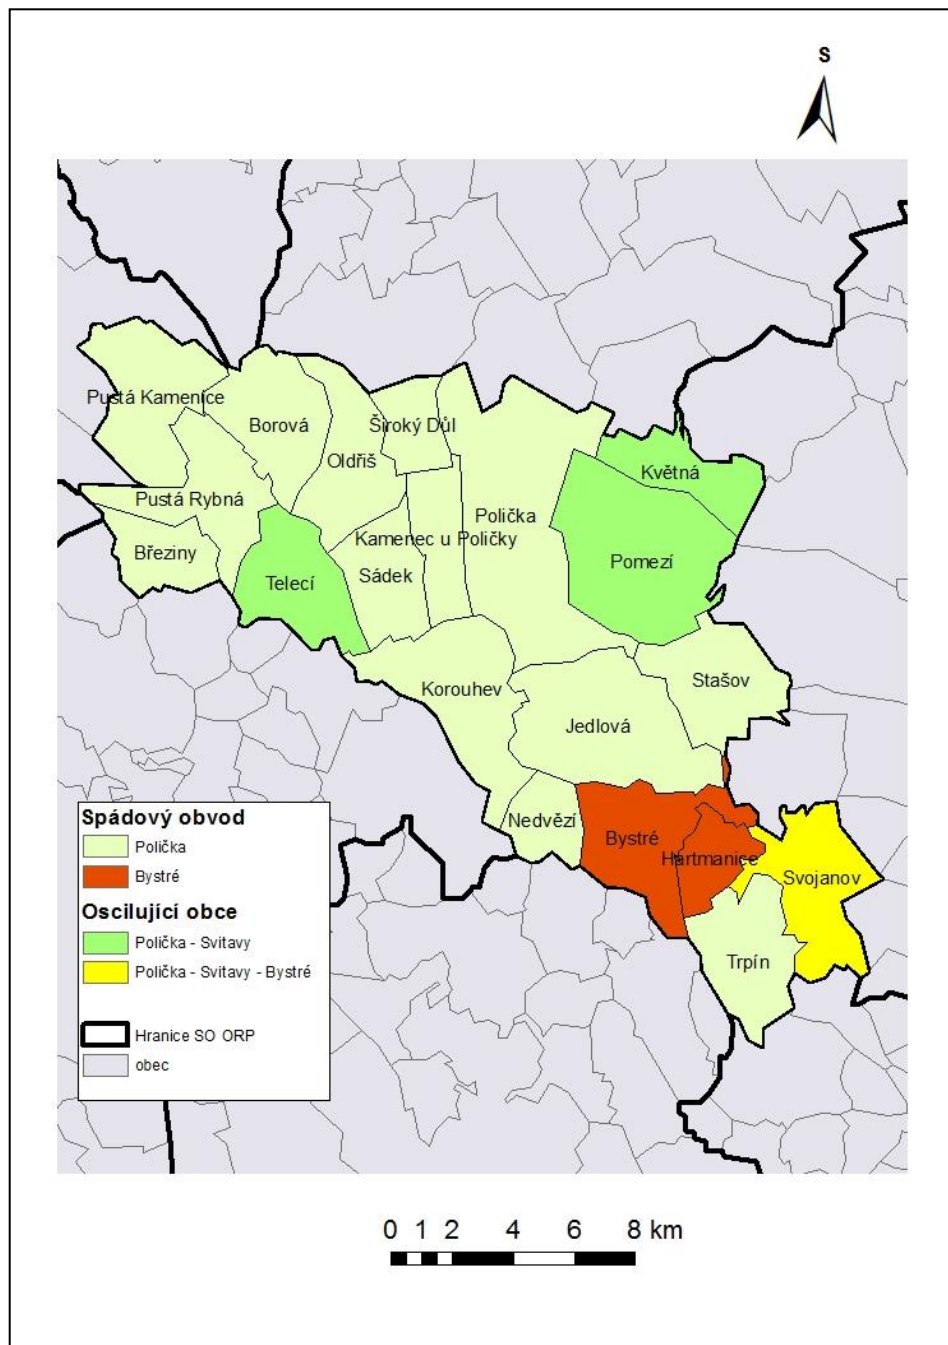 S
Pustá Kamenice
Borová
Široký Důl
Oldřiš
Květná
Pustá Rybná
Polička
Kamenec u Poličky
Březiny
Telecí
Sádek
Pomezí
Korouhev
Stašov
Jedlová
Nedvězí
Bystré
Hartmanice
Svojanov
Trpín
Spádový obvod
Polička
Bystré
Oscilující obce
Polička - Svitavy
Polička - Svitavy - Bystré
Hranice SO ORP
obec
0 1 2 4 6 8 km